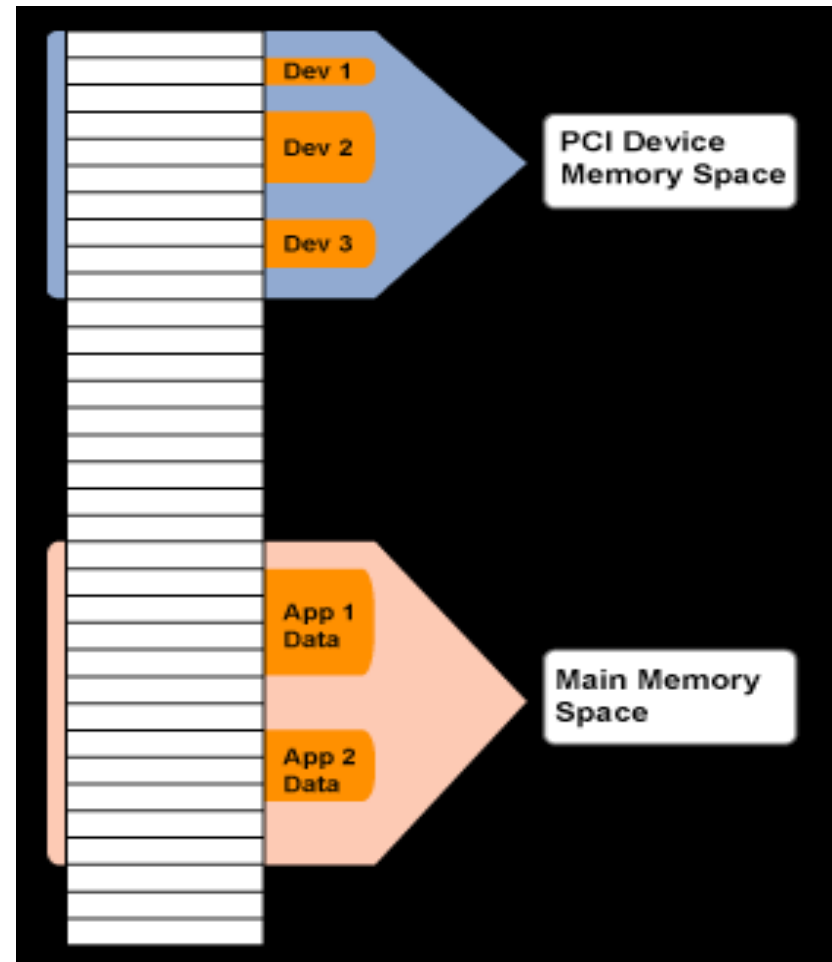 Dev 1
Dev 2
PCI Device
Memory Space
Dev 3
App 1
Data
Main Memory
Space
App 2
Data